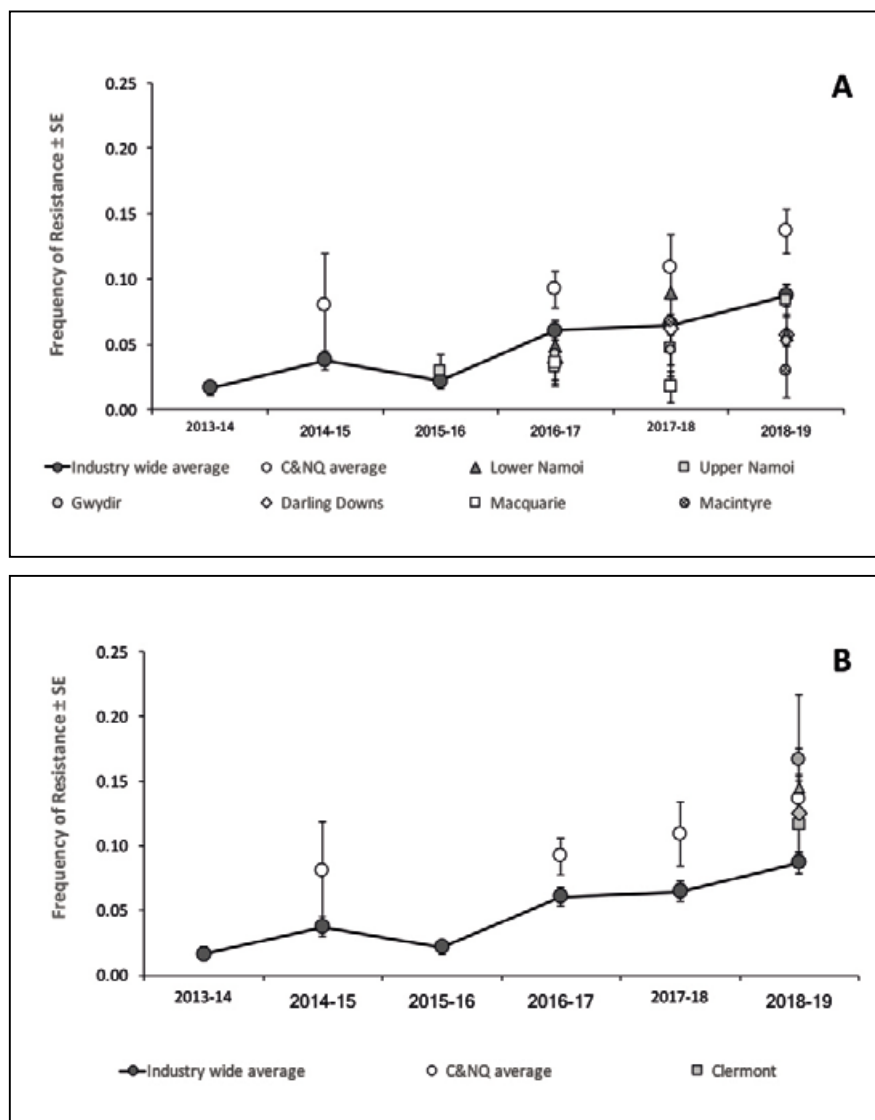 A
Frequency of Resistance ± SE
0.25
0.20
0.15
0.10
0.05
0.00
2013-14 2014-15 2015-16 2016-17 2017-18 2018-19
Industry wide average C&NQ average Lower Namoi Upper Namoi
Gwydir Darling Downs Macquarie Macintyre
B
Frequency of Resistance ± SE
0.25
0.20
0.15
0.10
0.05
0.00
2013-14 2014-15 2015-16 2016-17 2017-18 2018-19
Industry wide average C&NQ average Clermont